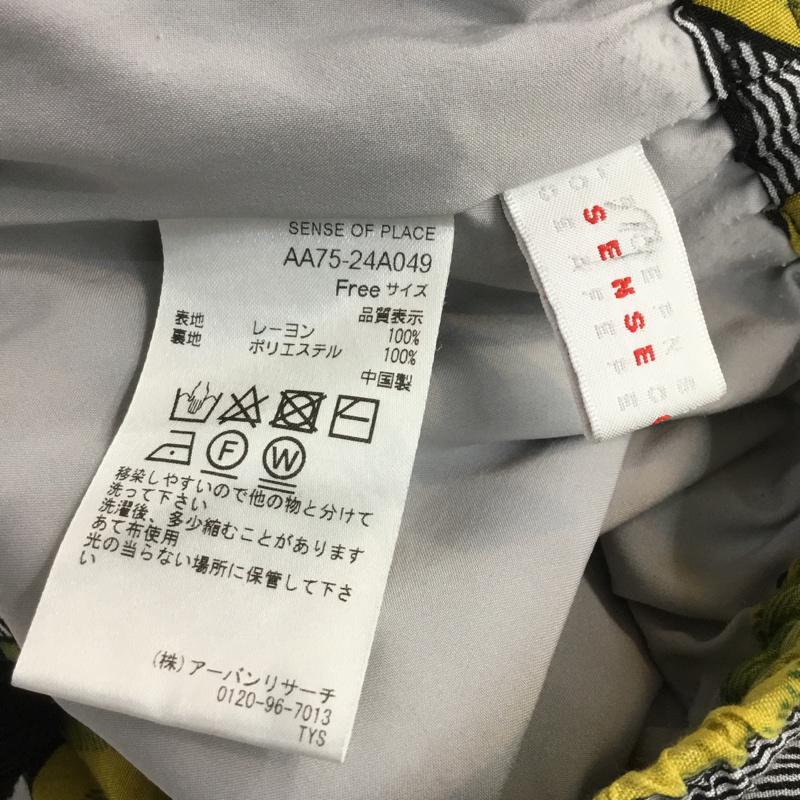 SENSE OF PLACE
AA75-24A049
Free サイズ
品質表示
表地 レーヨン 100%
裏地 ポリエステル 100%
中国製
F W
移染しやすいので他の物と分けて
洗って下さい
洗濯後、多少縮むことがあります
あて布使用
光の当らない場所に保管して下さ
い
(株)アーバンリサーチ
0120-96-7013
TYS
SENSE